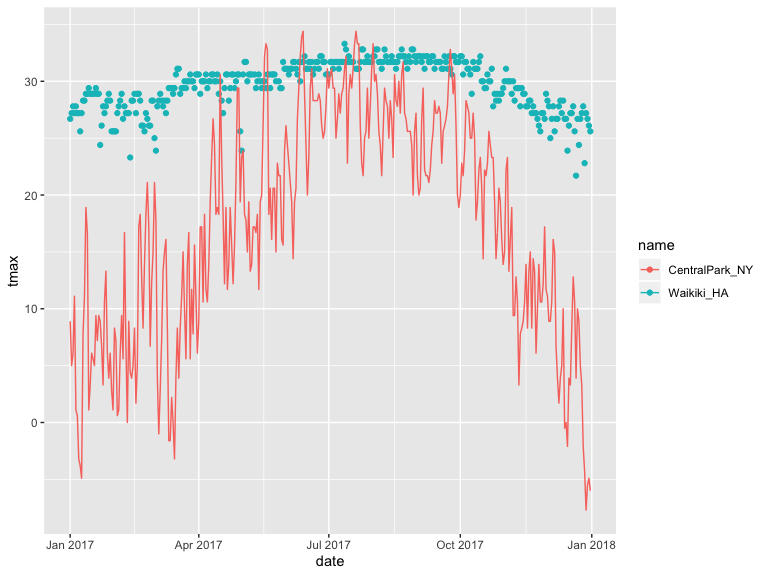 tmax
30
20
10
0
Jan 2017
Apr 2017
Jul 2017
Oct 2017
Jan 2018
date
name
CentralPark_NY
Waikiki_HA